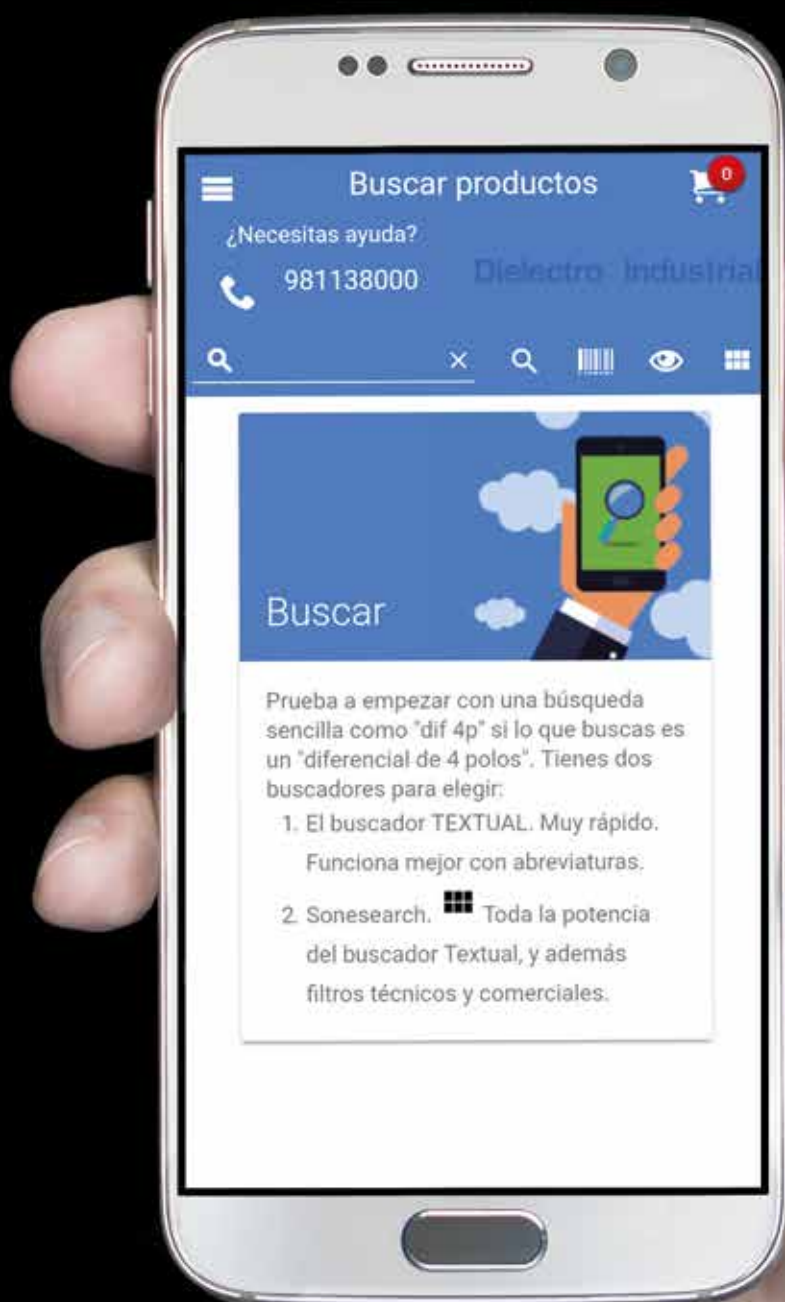 Buscar productos
0
¿Necesitas ayuda?
981138000
Dielectro Industrial
Buscar
Prueba a empezar con una búsqueda
sencilla como "dif 4p" si lo que buscas es
un "diferencial de 4 polos". Tienes dos
buscadores para elegir:
1. El buscador TEXTUAL. Muy rápido.
Funciona mejor con abreviaturas.
2. Sonesearch. Toda la potencia
del buscador Textual, y además
filtros técnicos y comerciales.